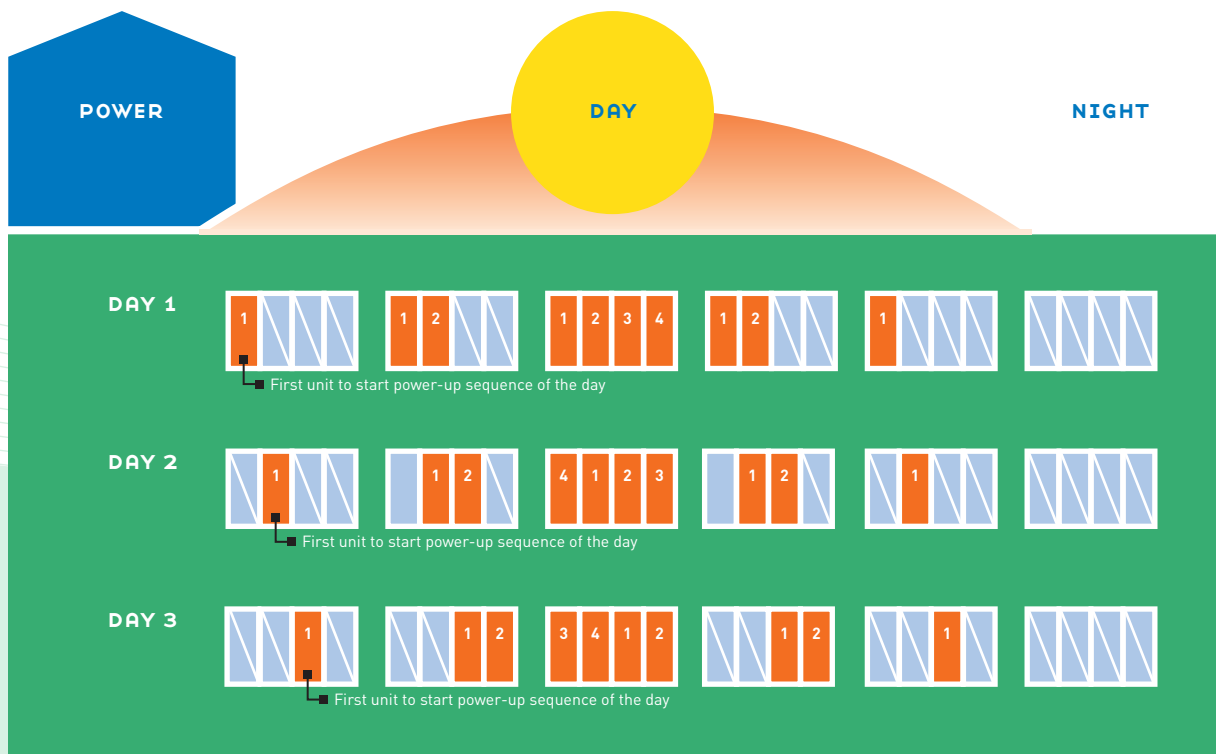 POWER
DAY
NIGHT
DAY 1
1
1 2
1 2 3 4
1 2
1
First unit to start power-up sequence of the day
DAY 2
1
1 2
4 1 2 3
1 2
1
First unit to start power-up sequence of the day
DAY 3
1
1 2
3 4 1 2
1 2
1
First unit to start power-up sequence of the day